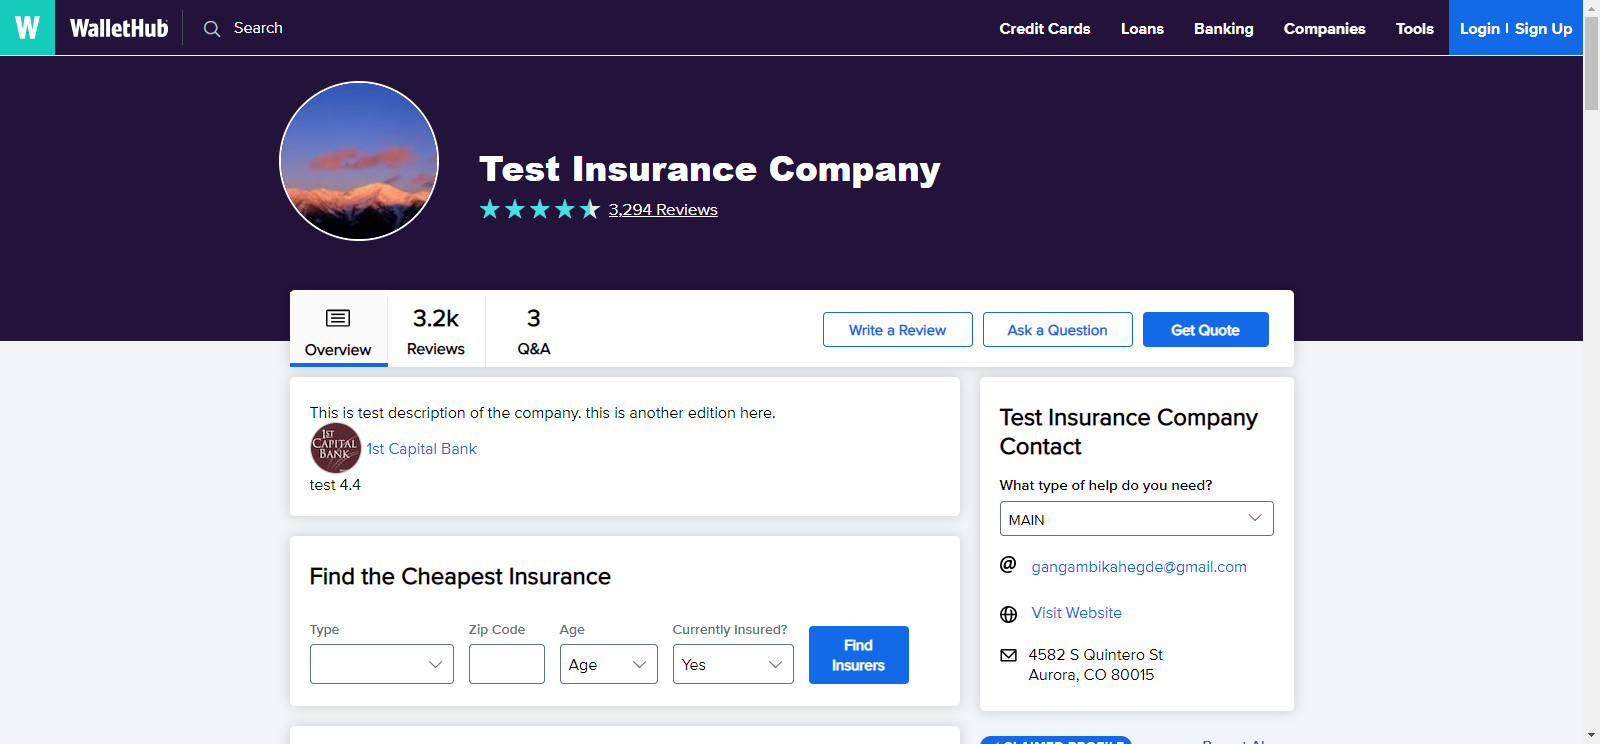 W WalletHub Search Credit Cards Loans Banking Companies Tools Login | Sign Up
Test Insurance Company
3,294 Reviews
Overview
3.2k
Reviews
3
Q&A
Write a Review
Ask a Question
Get Quote
This is test description of the company. this is another edition here.
1ST
CAPITAL
BANK
1st Capital Bank
test 4.4
Find the Cheapest Insurance
Type
Zip Code
Age
Age
Currently Insured?
Yes
Find
Insurers
Test Insurance Company
Contact
What type of help do you need?
MAIN
@ gangambikahegde@gmail.com
Visit Website
4582 S Quintero St
Aurora, CO 80015
CLAIMED PROFILE